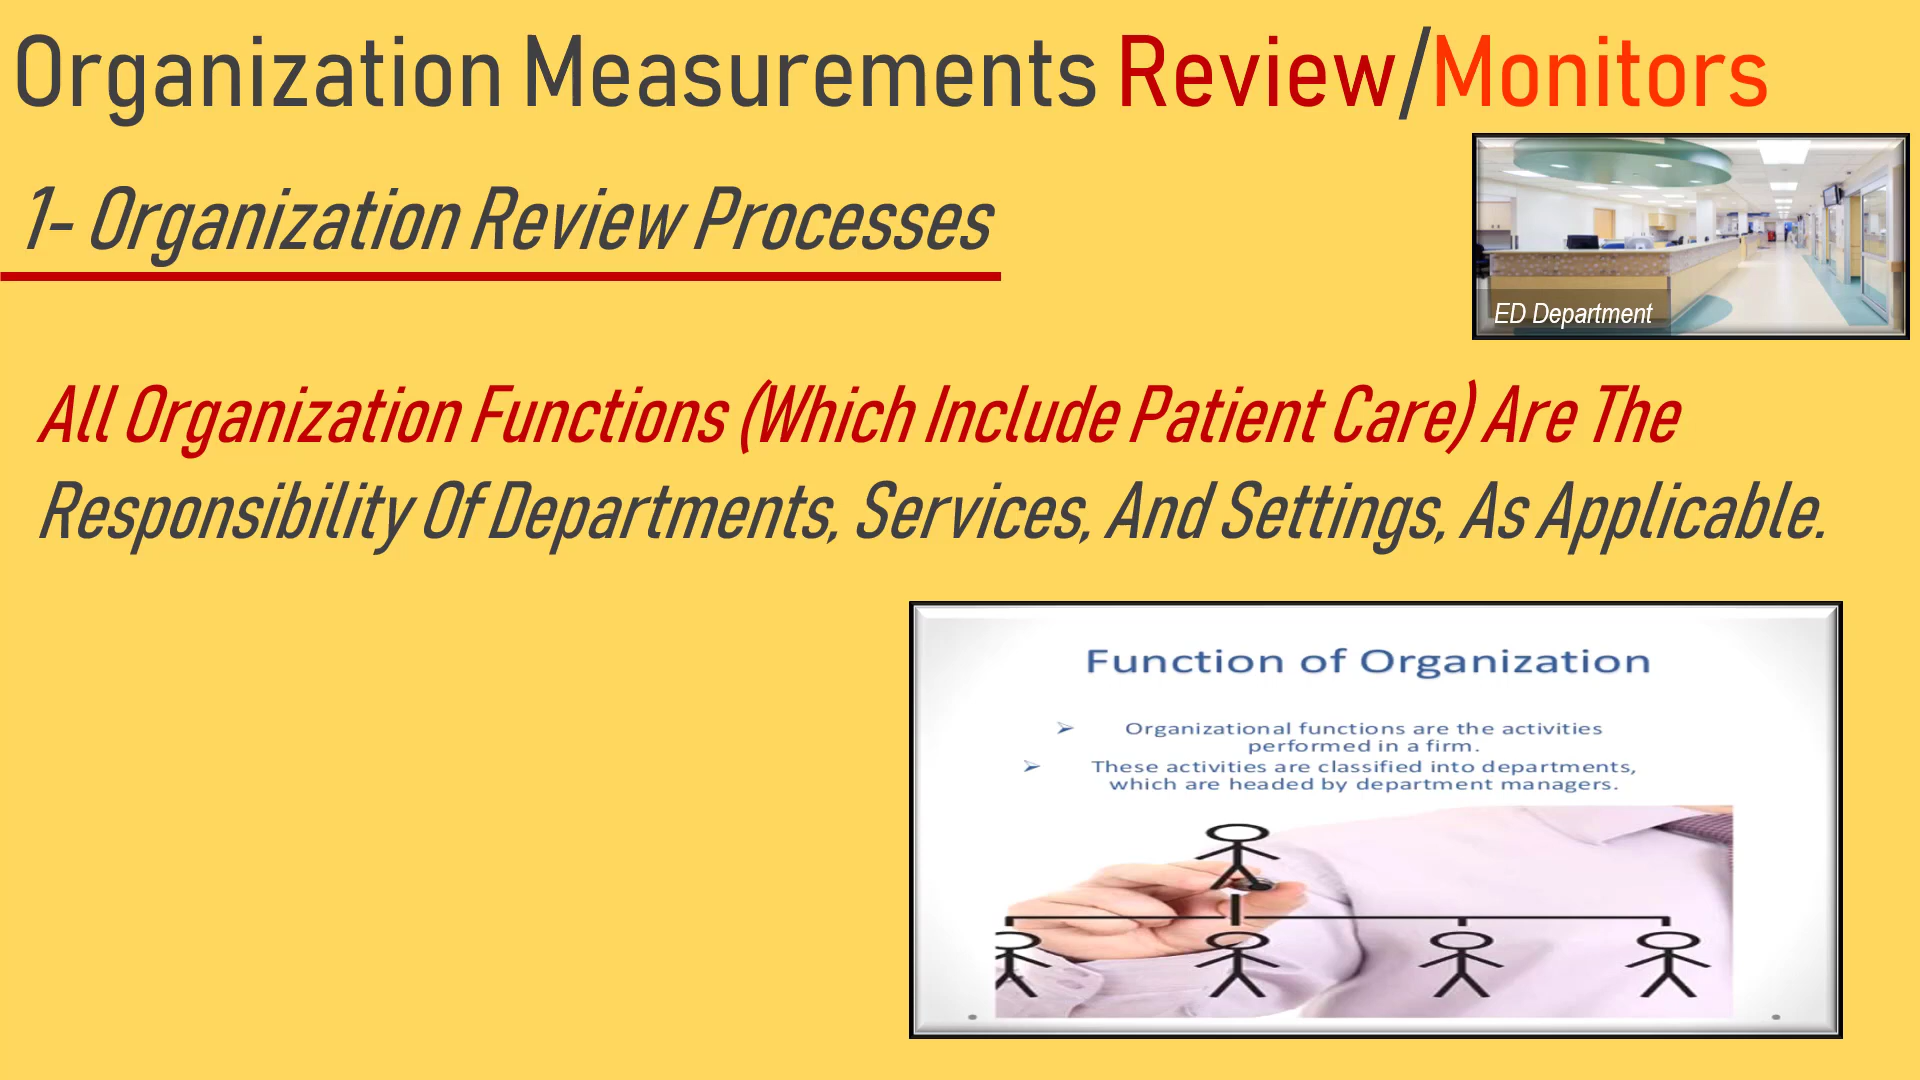 Organization Measurements Review/Monitors
1- Organization Review Processes
ED Department
All Organization Functions (Which Include Patient Care) Are The
Responsibility Of Departments, Services, And Settings, As Applicable.
Function of Organization
➢ Organizational functions are the activities
performed in a firm.
➢ These activities are classified into departments,
which are headed by department managers.